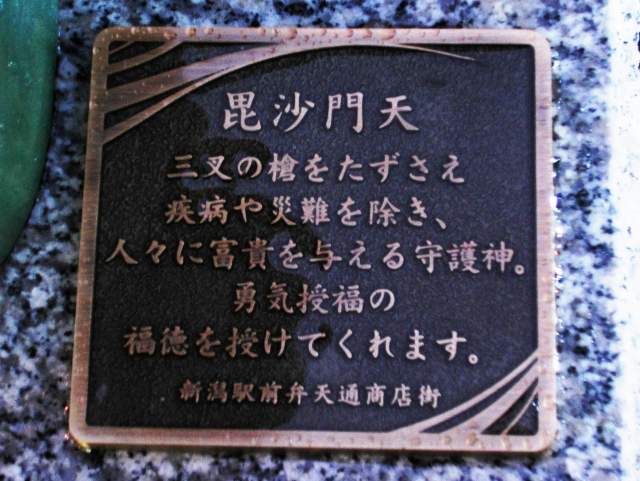 毘沙門天
三叉の槍をたずさえ
疾病や災難を除き、
人々に富貴を与える守護神。
勇気授福の
福徳を授けてくれます。
新潟駅前弁天通商店街